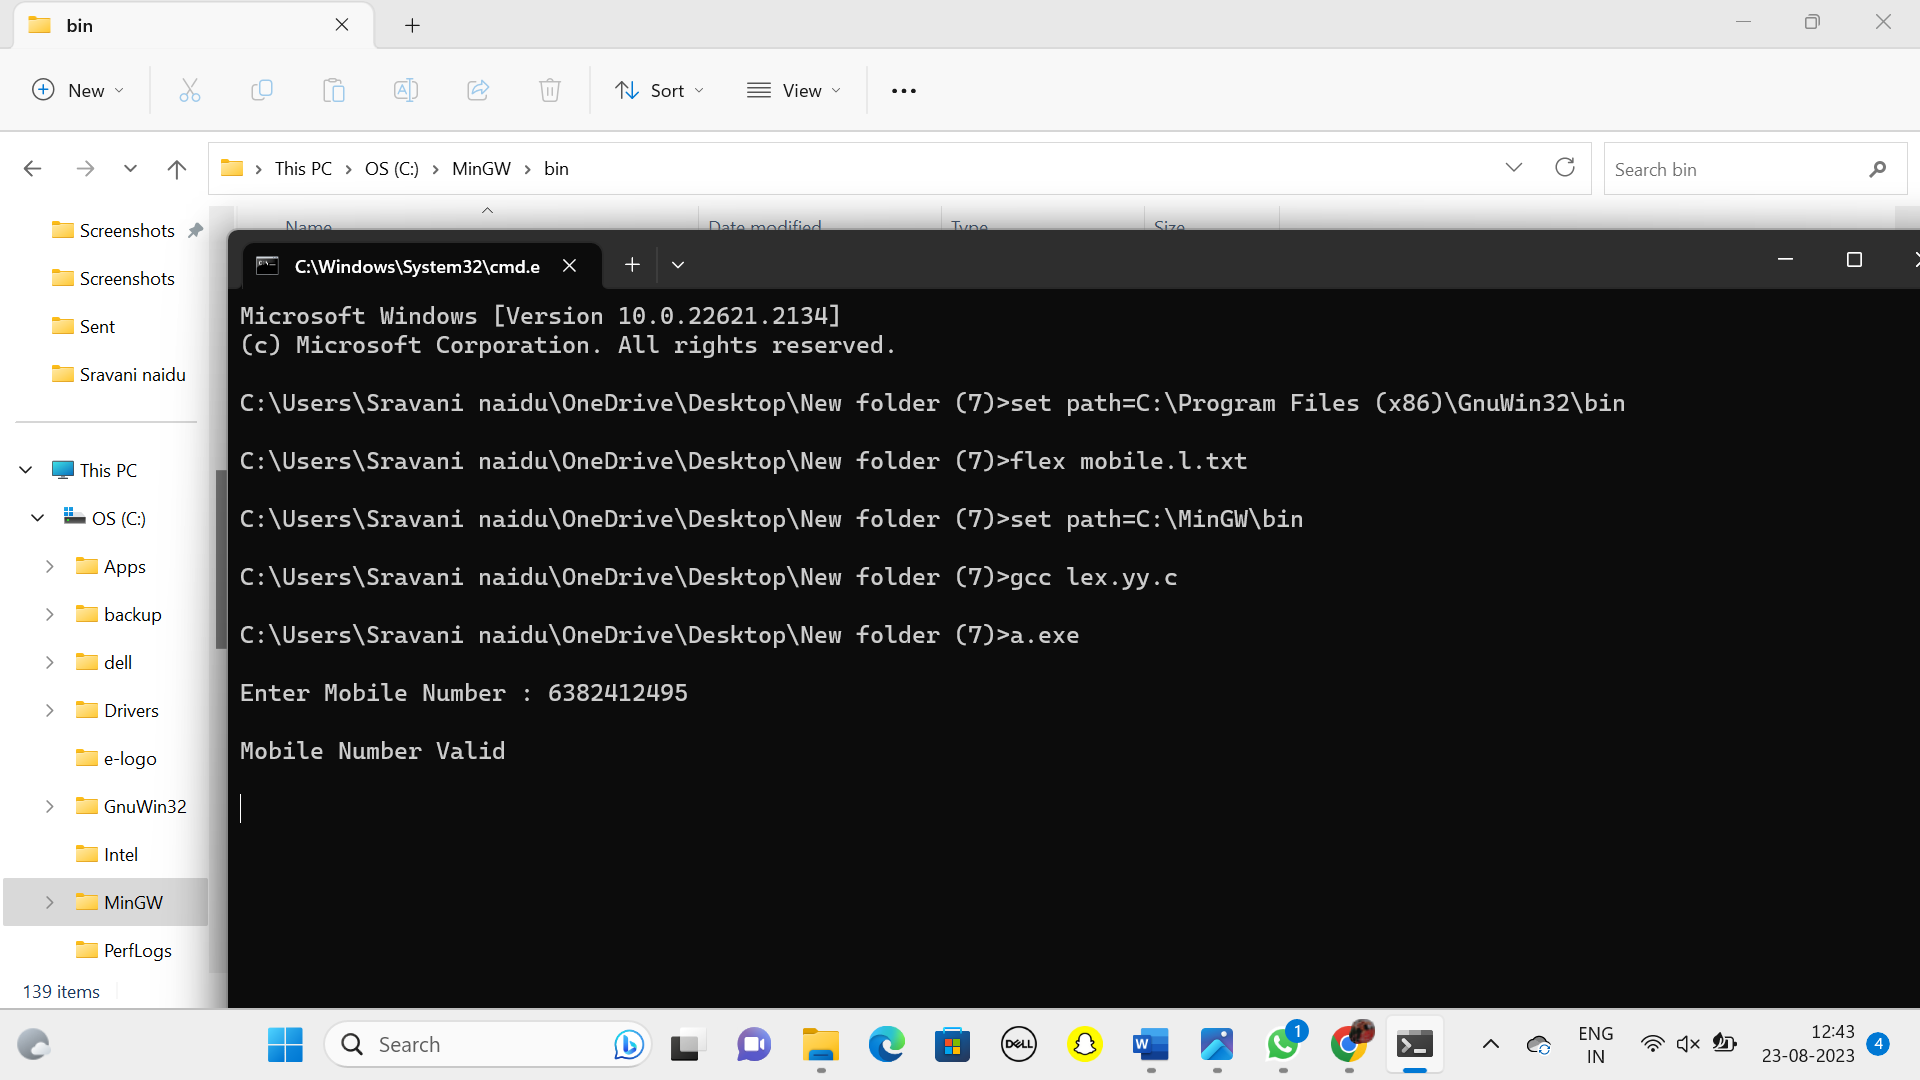 bin
New
Sort
View
This PC
OS (C:)
MinGW
bin
Search bin
Name
Date modified
Type
Size
Screenshots
Screenshots
Sent
Sravani naidu
This PC
OS (C:)
Apps
backup
dell
Drivers
e-logo
GnuWin32
Intel
MinGW
PerfLogs
139 items
C:\Windows\System32\cmd.e
Microsoft Windows [Version 10.0.22621.2134]
(c) Microsoft Corporation. All rights reserved.
C:\Users\Sravani naidu\OneDrive\Desktop\New folder (7)>set path=C:\Program Files (x86)\GnuWin32\bin
C:\Users\Sravani naidu\OneDrive\Desktop\New folder (7)>flex mobile.l.txt
C:\Users\Sravani naidu\OneDrive\Desktop\New folder (7)>set path=C:\MinGW\bin
C:\Users\Sravani naidu\OneDrive\Desktop\New folder (7)>gcc lex.yy.c
C:\Users\Sravani naidu\OneDrive\Desktop\New folder (7)>a.exe
Enter Mobile Number : 6382412495
Mobile Number Valid
Search
DELL
W
1
ENG
IN
12:43
23-08-2023
4